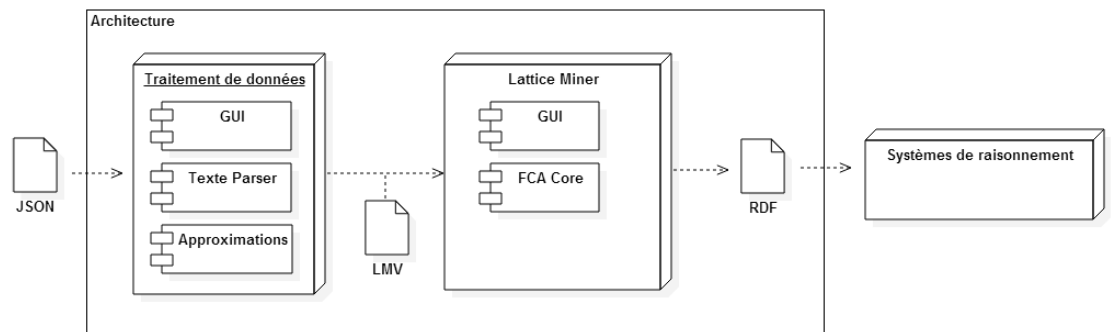 Architecture
Traitement de données
GUI
Texte Parser
Approximations
JSON
LMV
Lattice Miner
GUI
FCA Core
RDF
Systèmes de raisonnement